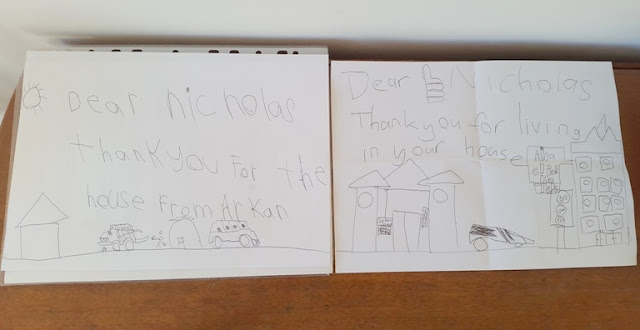 Dear nicholas
thank you For the
house From Arkan
Dear Nicholas
Thank you for living
in your house